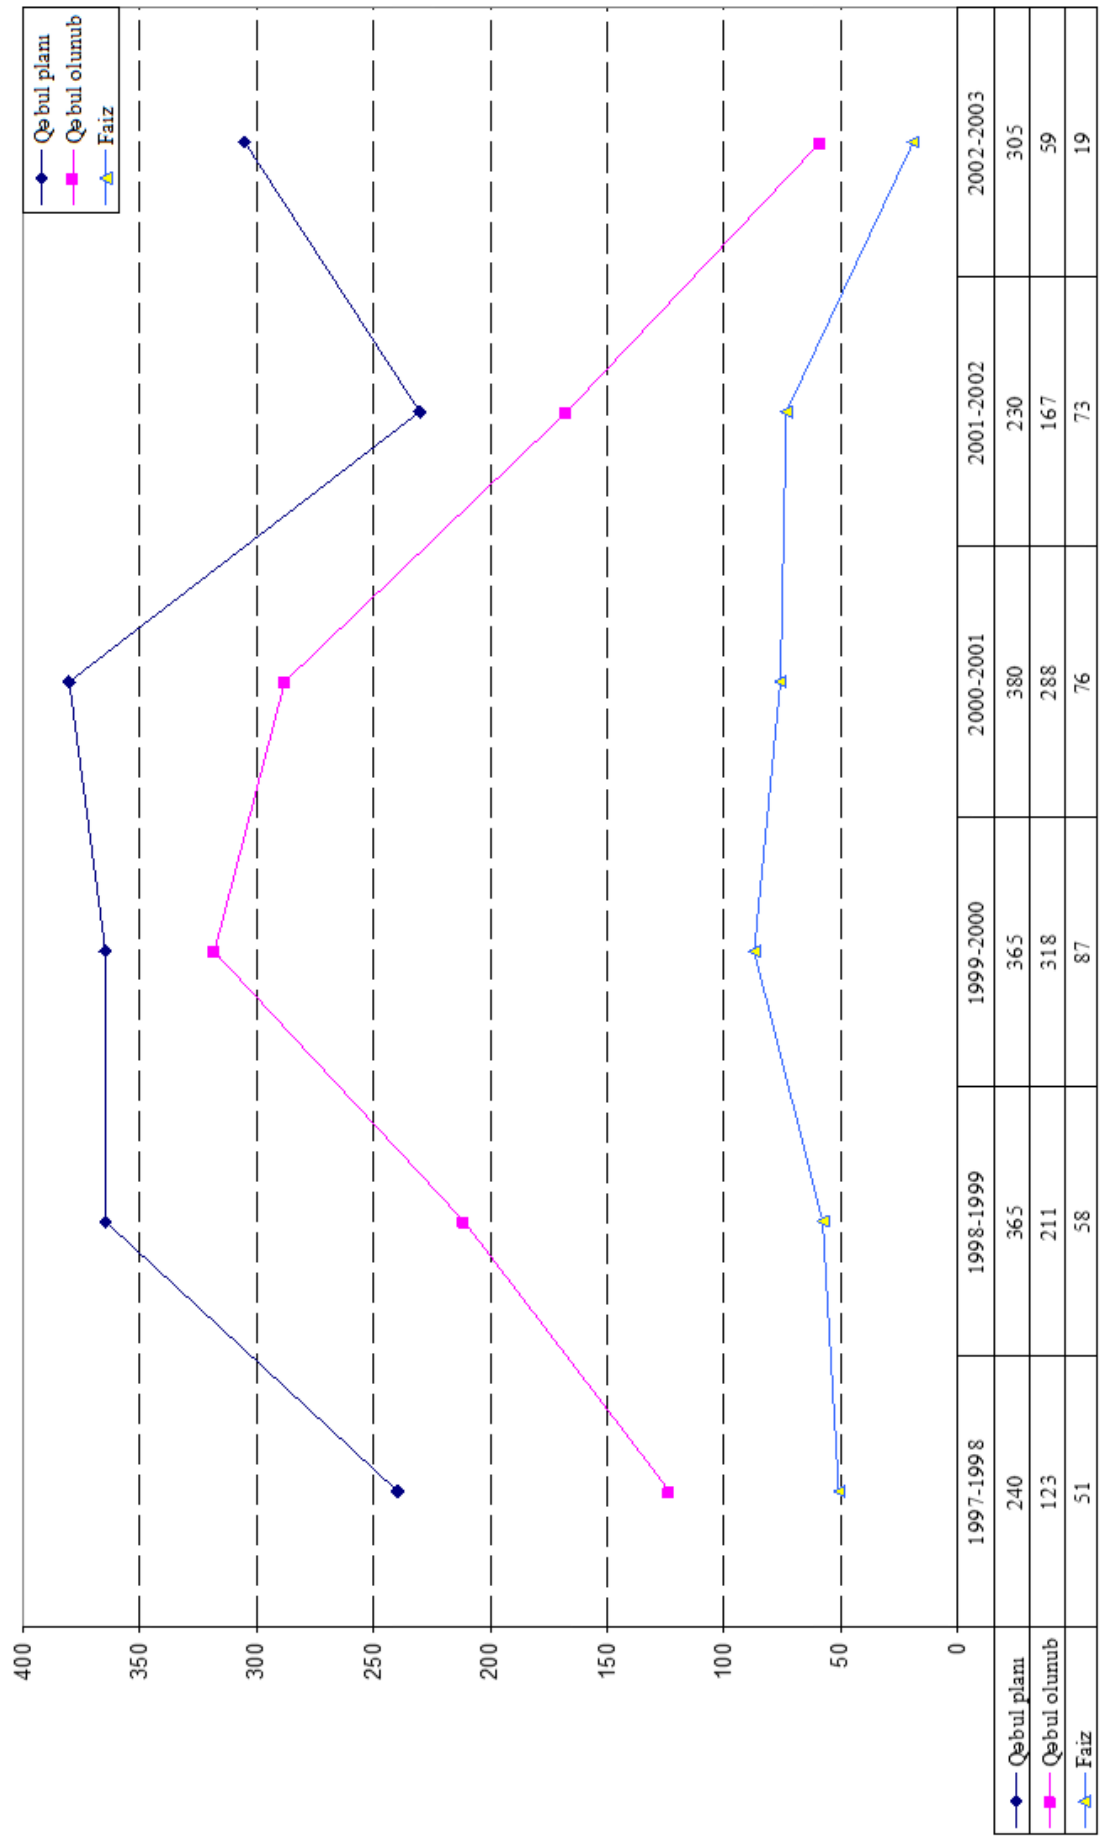 400
350
300
250
200
150
100
50
0
Qəbul planı
Qəbul olunub
Faiz
1997-1998 1998-1999 1999-2000 2000-2001 2001-2002 2002-2003
Qəbul planı 240 365 365 380 230 305
Qəbul olunub 123 211 318 288 167 59
Faiz 51 58 87 76 73 19